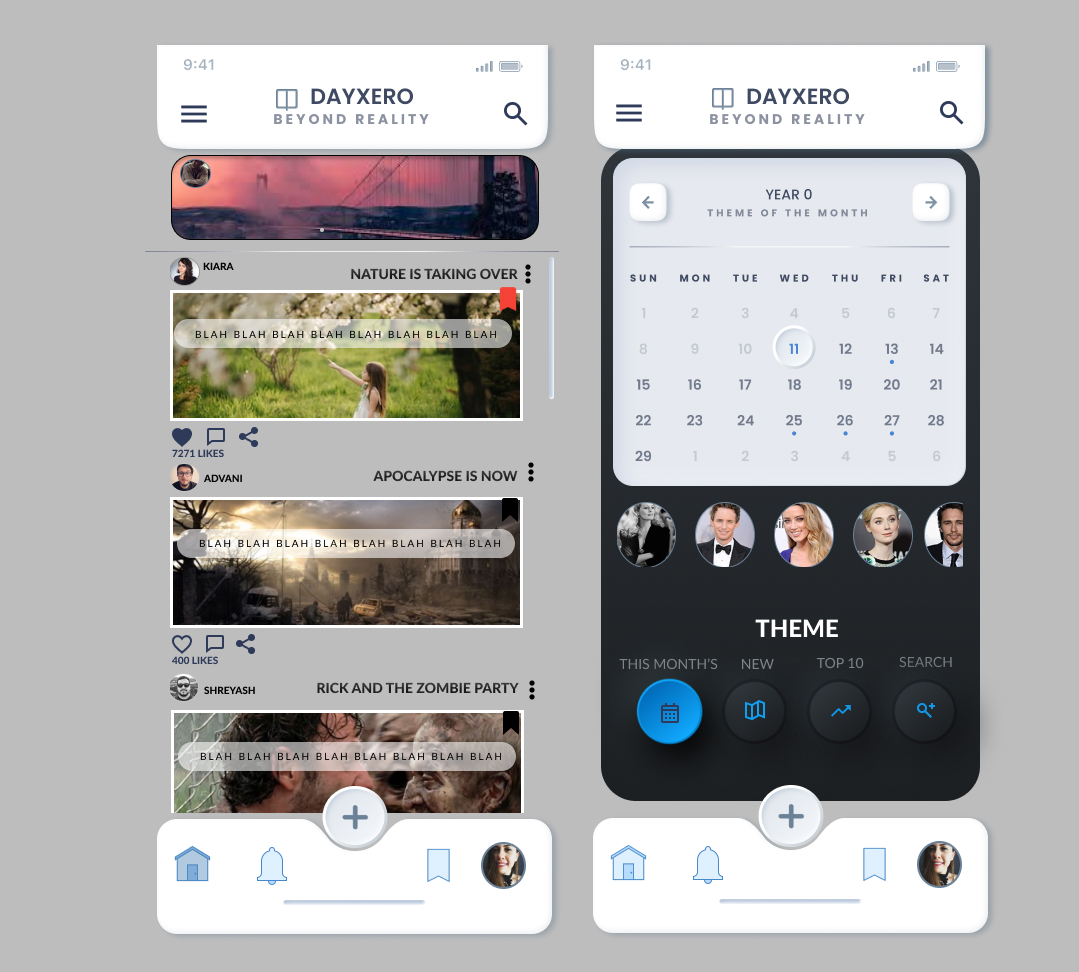 9:41
DAYXERO
BEYOND REALITY
KIARA
NATURE IS TAKING OVER
BLAH BLAH BLAH BLAH BLAH BLAH BLAH BLAH
7271 LIKES
ADVANI
APOCALYPSE IS NOW
BLAH BLAH BLAH BLAH BLAH BLAH BLAH BLAH
400 LIKES
SHREYASH
RICK AND THE ZOMBIE PARTY
BLAH BLAH BLAH BLAH BLAH BLAH BLAH BLAH
9:41
DAYXERO
BEYOND REALITY
YEAR 0
THEME OF THE MONTH
SUN MON TUE WED THU FRI SAT
1 2 3 4 5 6 7
8 9 10 11 12 13 14
15 16 17 18 19 20 21
22 23 24 25 26 27 28
29 1 2 3 4 5 6
THEME
THIS MONTH'S NEW TOP 10 SEARCH